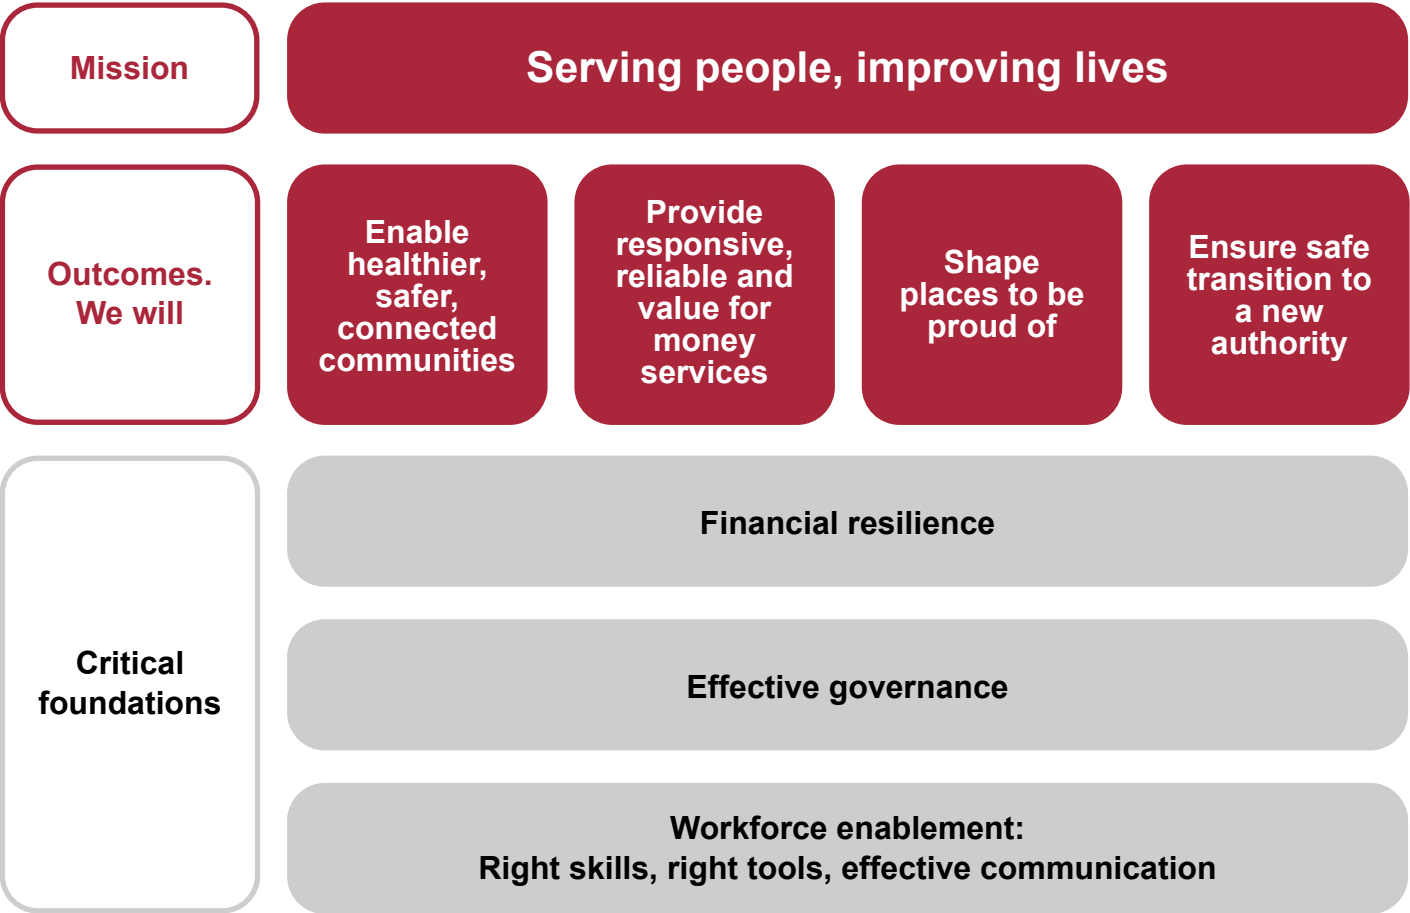 Mission
Serving people, improving lives
Outcomes.
We will
Enable
healthier,
safer,
connected
communities
Provide
responsive,
reliable and
value for
money
services
Shape
places to be
proud of
Ensure safe
transition to
a new
authority
Critical
foundations
Financial resilience
Effective governance
Workforce enablement:
Right skills, right tools, effective communication